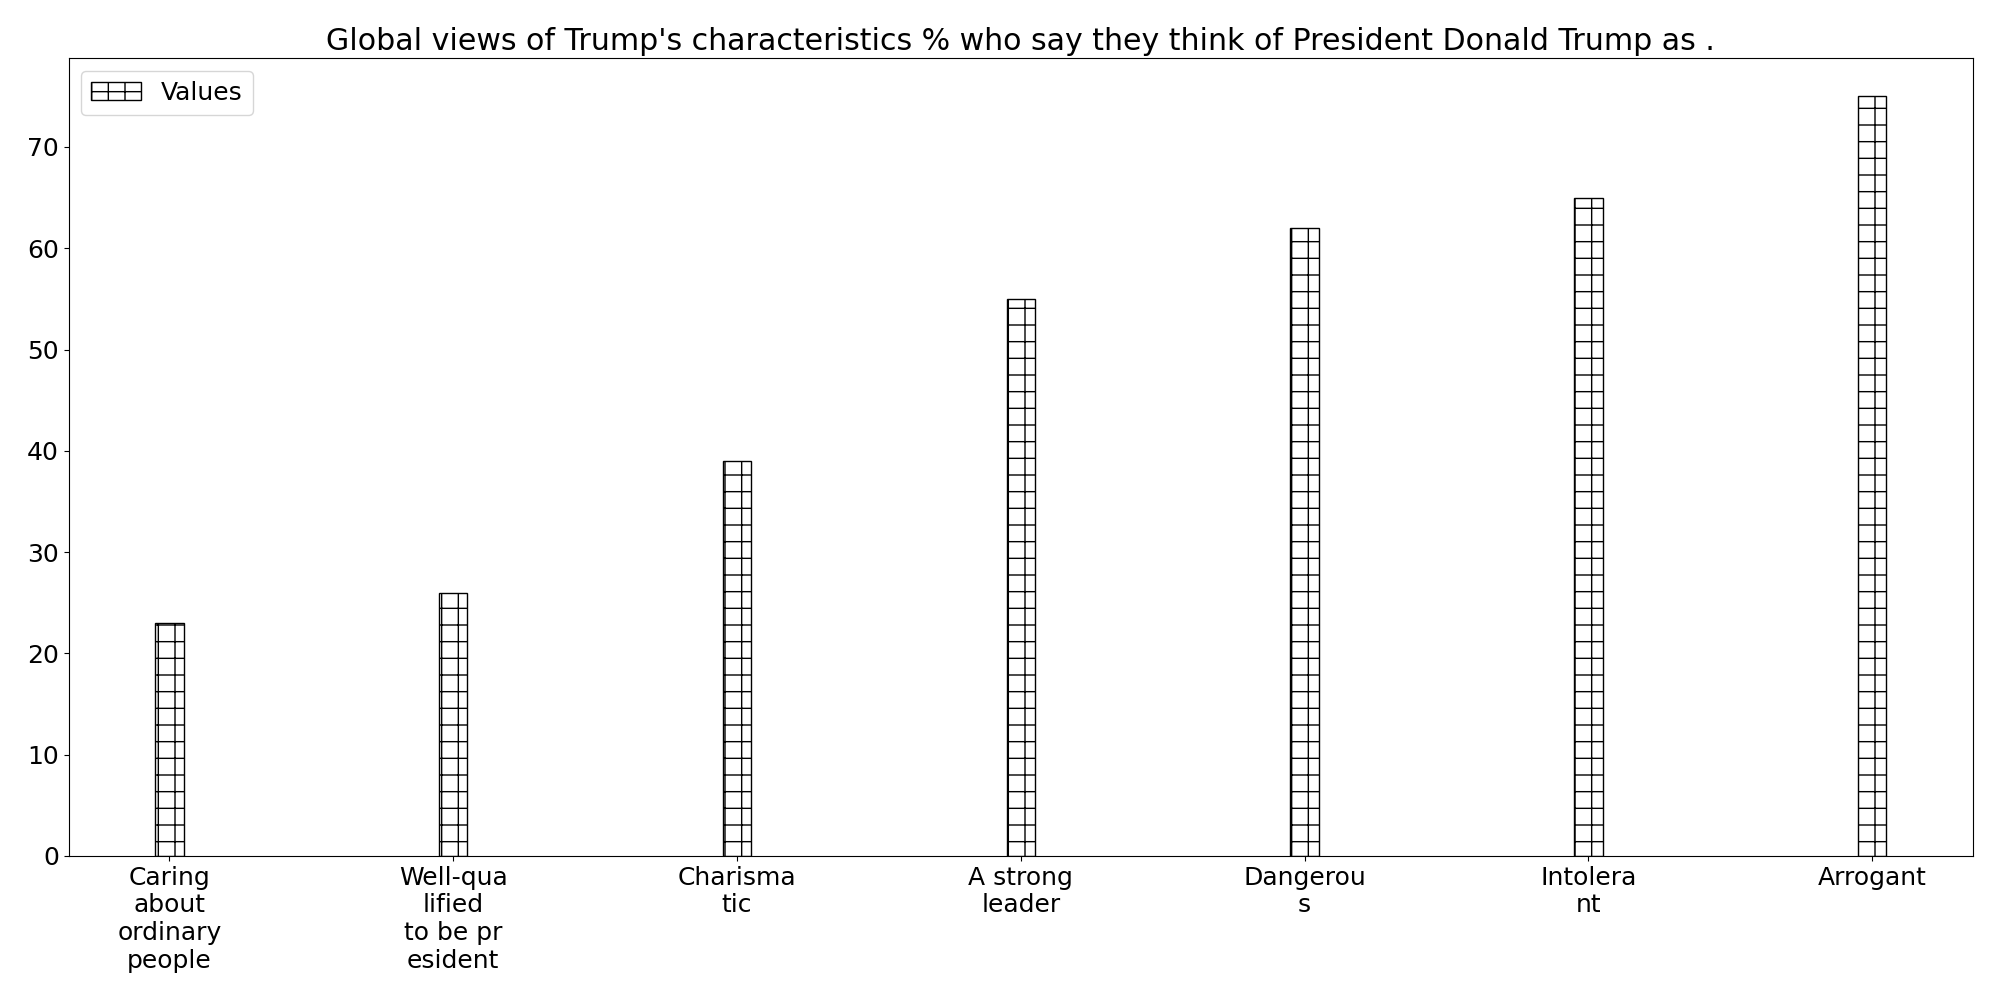 Global views of Trump's characteristics % who say they think of President Donald Trump as .
Values
70
60
50
40
30
20
10
0
Caring
about
ordinary
people
Well-qua
lified
to be pr
esident
Charisma
tic
A strong
leader
Dangerou
s
Intolera
nt
Arrogant